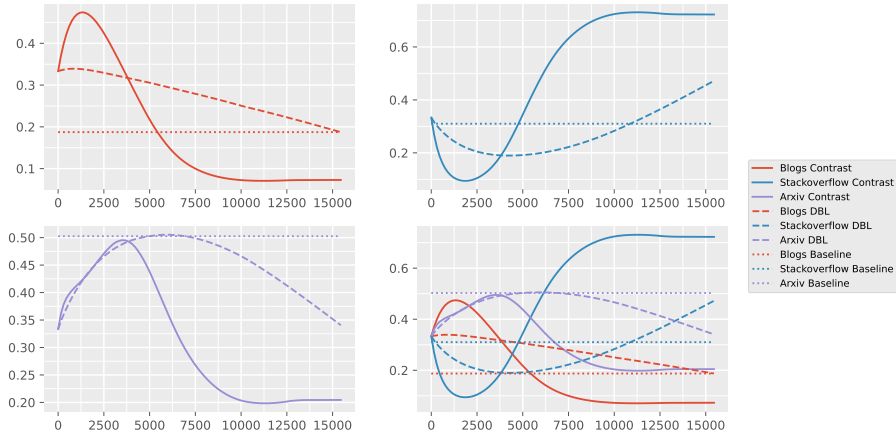 0.4
0.3
0.2
0.1
0 2500 5000 7500 10000 12500 15000
0.6
0.4
0.2
0 2500 5000 7500 10000 12500 15000
0.50
0.45
0.40
0.35
0.30
0.25
0.20
0 2500 5000 7500 10000 12500 15000
0.6
0.4
0.2
0 2500 5000 7500 10000 12500 15000
Blogs Contrast
Stackoverflow Contrast
Arxiv Contrast
Blogs DBL
Stackoverflow DBL
Arxiv DBL
Blogs Baseline
Stackoverflow Baseline
Arxiv Baseline